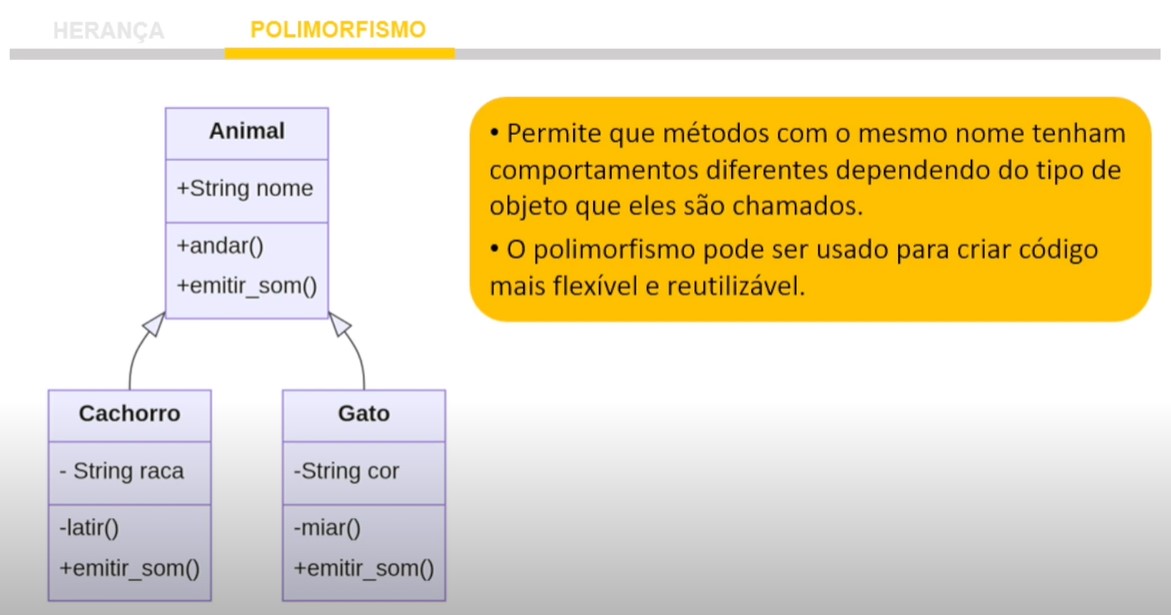 HERANÇA
POLIMORFISMO
Animal
+String nome
+andar()
+emitir_som()
Cachorro
- String raca
-latir()
+emitir_som()
Gato
-String cor
-miar()
+emitir_som()
• Permite que métodos com o mesmo nome tenham
comportamentos diferentes dependendo do tipo de
objeto que eles são chamados.
• O polimorfismo pode ser usado para criar código
mais flexível e reutilizável.